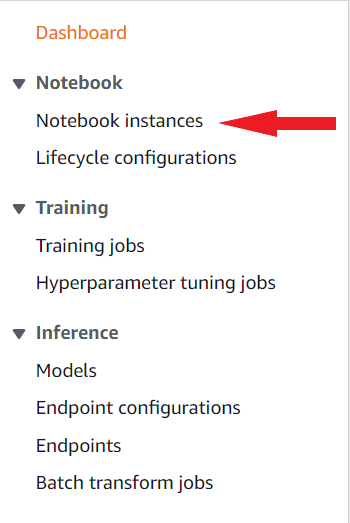 Dashboard
Notebook
Notebook instances
Lifecycle configurations
Training
Training jobs
Hyperparameter tuning jobs
Inference
Models
Endpoint configurations
Endpoints
Batch transform jobs